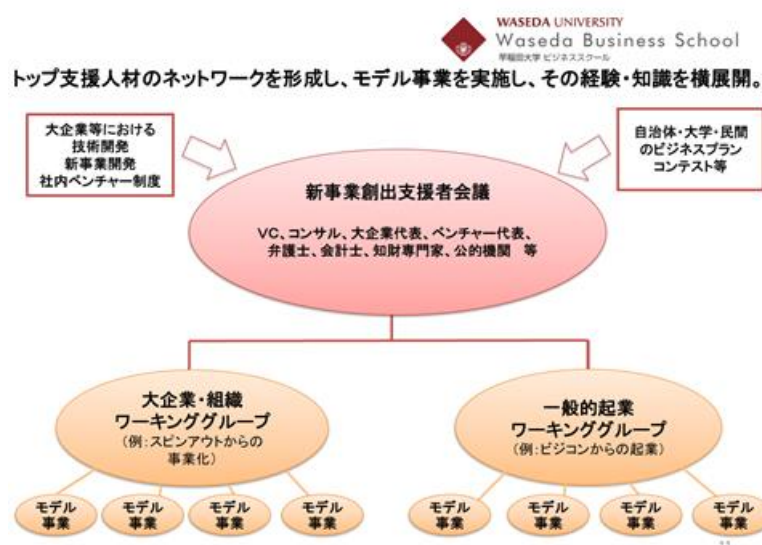 WASEDA UNIVERSITY
Waseda Business School
早稲田大学 ビジネススクール
トップ支援人材のネットワークを形成し、モデル事業を実施し、その経験・知識を横展開。
大企業等における
技術開発
新事業開発
社内ベンチャー制度
自治体・大学・民間
のビジネスプラン
コンテスト等
新事業創出支援者会議
VC、コンサル、大企業代表、ベンチャー代表、
弁護士、会計士、知財専門家、公的機関 等
大企業・組織
ワーキンググループ
(例:スピンアウトからの
事業化)
一般的起業
ワーキンググループ
(例:ビジコンからの起業)
モデル
事業
モデル
事業
モデル
事業
モデル
事業
モデル
事業
モデル
事業
モデル
事業
モデル
事業